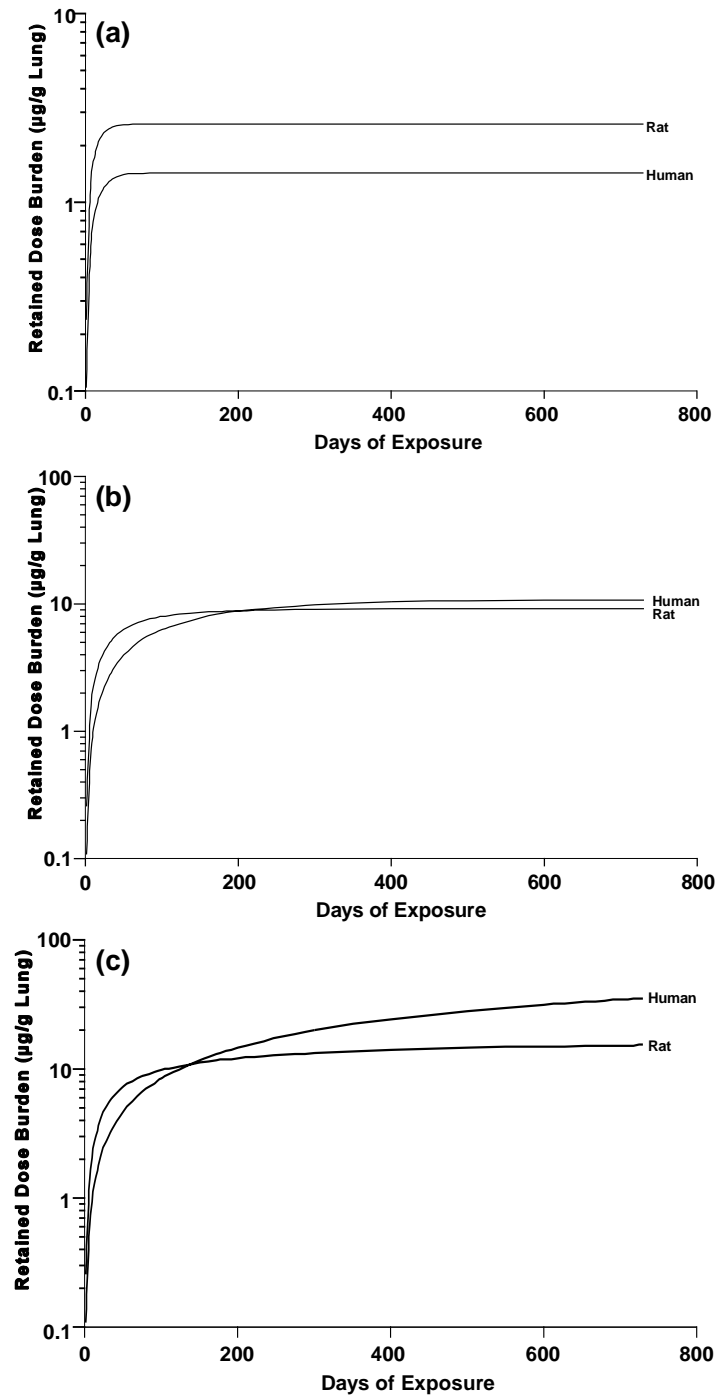 (a)
Retained Dose Burden (µg/g Lung)
10
1
0.1
Rat
Human
0
200
400
600
800
Days of Exposure
(b)
Retained Dose Burden (µg/g Lung)
100
10
1
0.1
Human
Rat
0
200
400
600
800
Days of Exposure
(c)
Retained Dose Burden (µg/g Lung)
100
10
1
0.1
Human
Rat
0
200
400
600
800
Days of Exposure